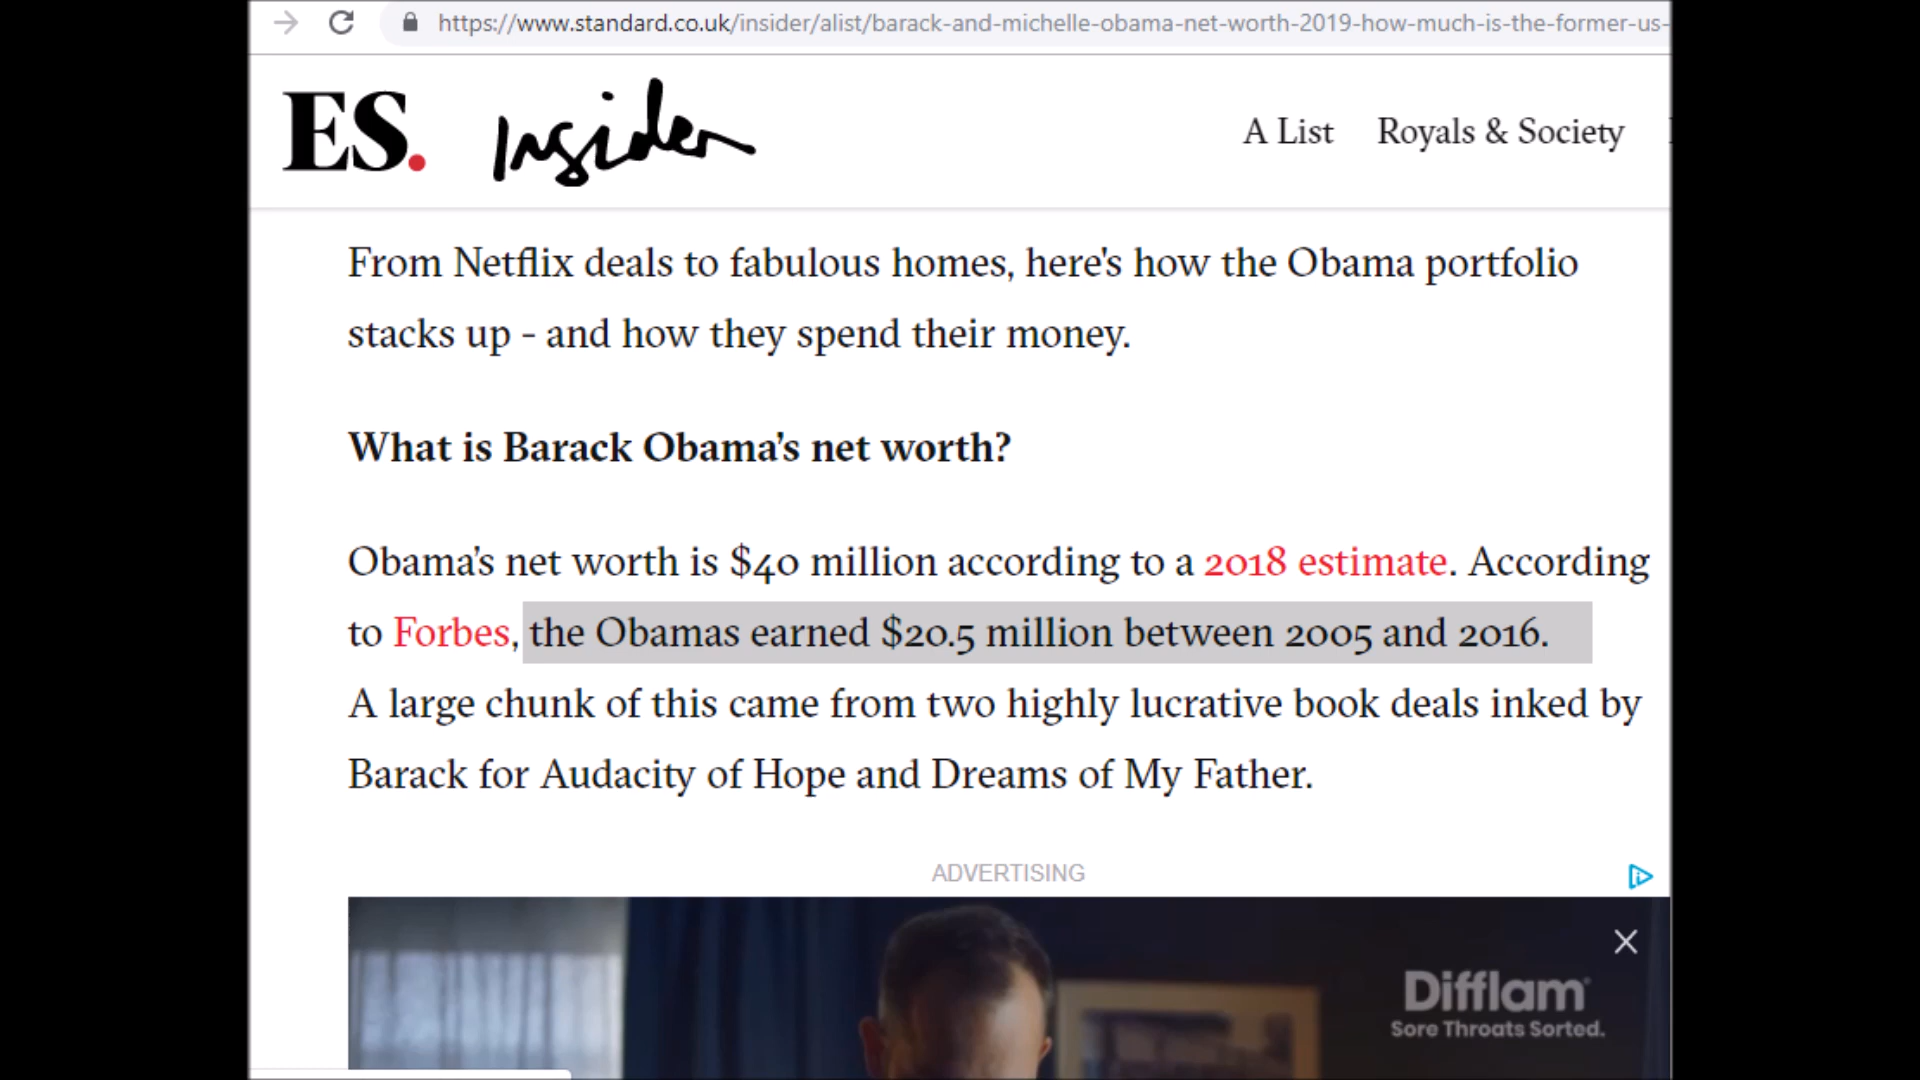 https://www.standard.co.uk/insider/alist/barack-and-michelle-obama-net-worth-2019-how-much-is-the-former-us-
ES. Insider
A List Royals & Society
From Netflix deals to fabulous homes, here's how the Obama portfolio
stacks up - and how they spend their money.
What is Barack Obama's net worth?
Obama's net worth is $40 million according to a 2018 estimate. According
to Forbes, the Obamas earned $20.5 million between 2005 and 2016.
A large chunk of this came from two highly lucrative book deals inked by
Barack for Audacity of Hope and Dreams of My Father.
ADVERTISING
Difflam
Sore Throats Sorted.